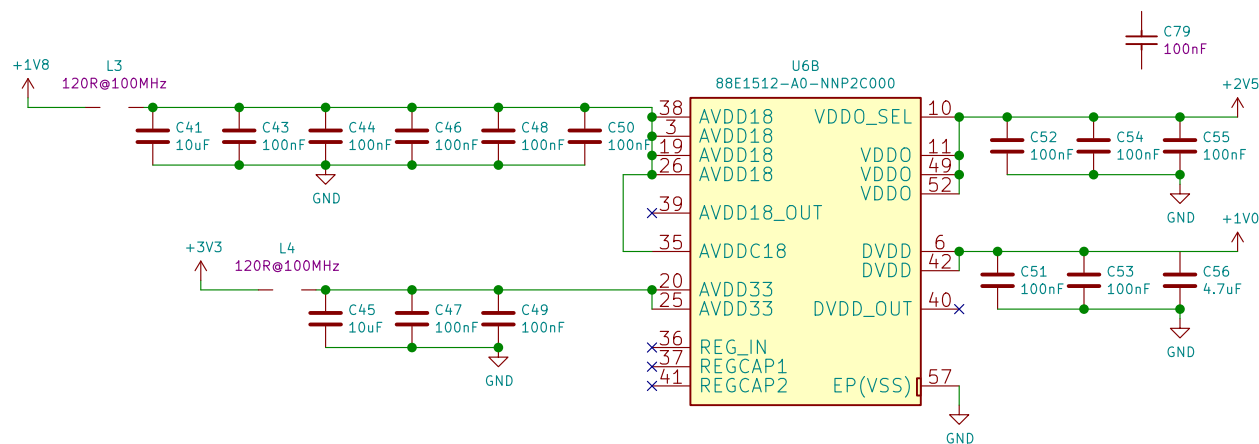 C79
100nF
+1V8
L3
120R@100MHz
U6B
88E1512-A0-NNP2C000
+2V5
C41
10uF
C43
100nF
C44
100nF
C46
100nF
C48
100nF
C50
100nF
GND
38 AVDD18
3 AVDD18
19 AVDD18
26 AVDD18
39 AVDD18_OUT
35 AVDDC18
20 AVDD33
25 AVDD33
36 REG_IN
37 REGCAP1
41 REGCAP2
VDDO_SEL 10
VDDO 11
VDDO 49
VDDO 52
DVDD 6
DVDD 42
DVDD_OUT 40
EP(VSS) 57
GND
C52
100nF
C54
100nF
C55
100nF
GND
+1V0
C51
100nF
C53
100nF
C56
4.7uF
GND
+3V3
L4
120R@100MHz
C45
10uF
C47
100nF
C49
100nF
GND